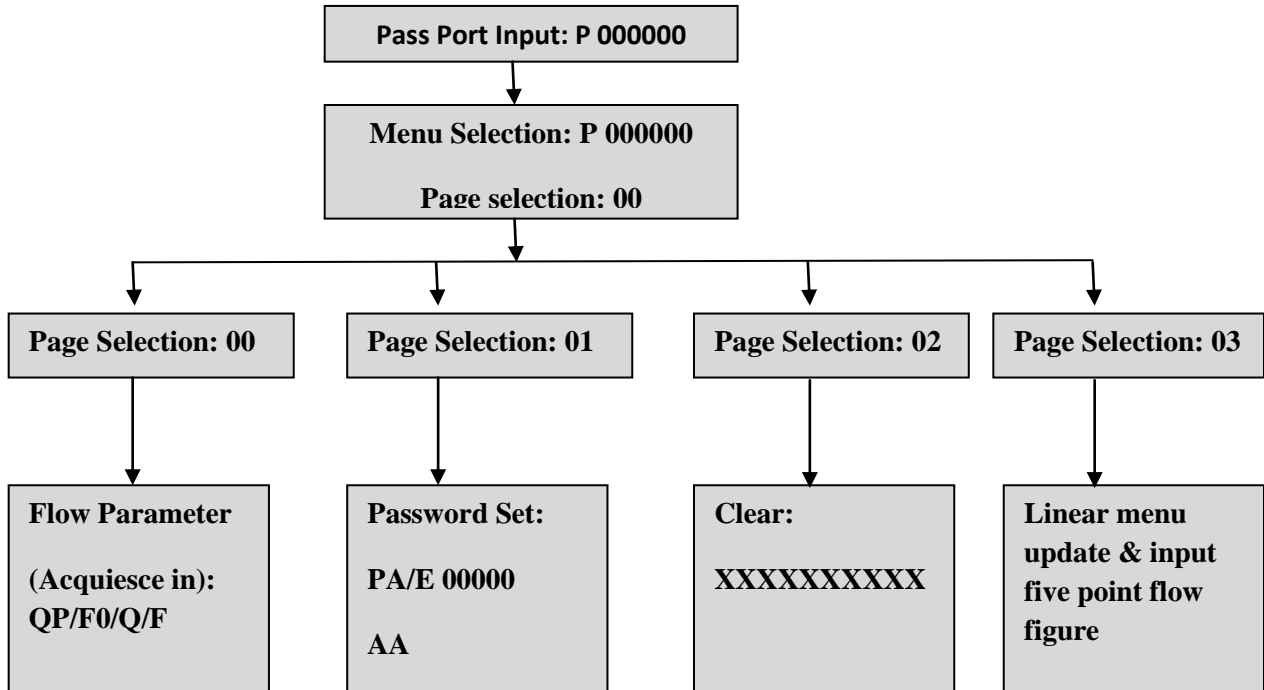 Pass Port Input: P 000000
Menu Selection: P 000000
Page selection: 00
Page Selection: 00
Page Selection: 01
Page Selection: 02
Page Selection: 03
Flow Parameter
(Acquiesce in):
QP/F0/Q/F
Password Set:
PA/E 00000
AA
Clear:
XXXXXXXXXX
Linear menu
update & input
five point flow
figure